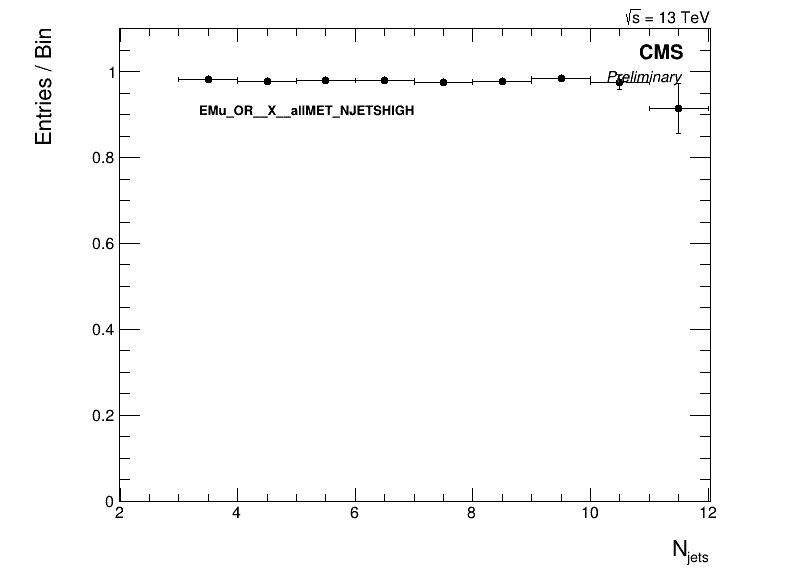 √s = 13 TeV
CMS
Preliminary
EMu_OR__X__allMET_NJETSHIGH
Entries / Bin
1
0.8
0.6
0.4
0.2
0
2 4 6 8 10 12
Njets